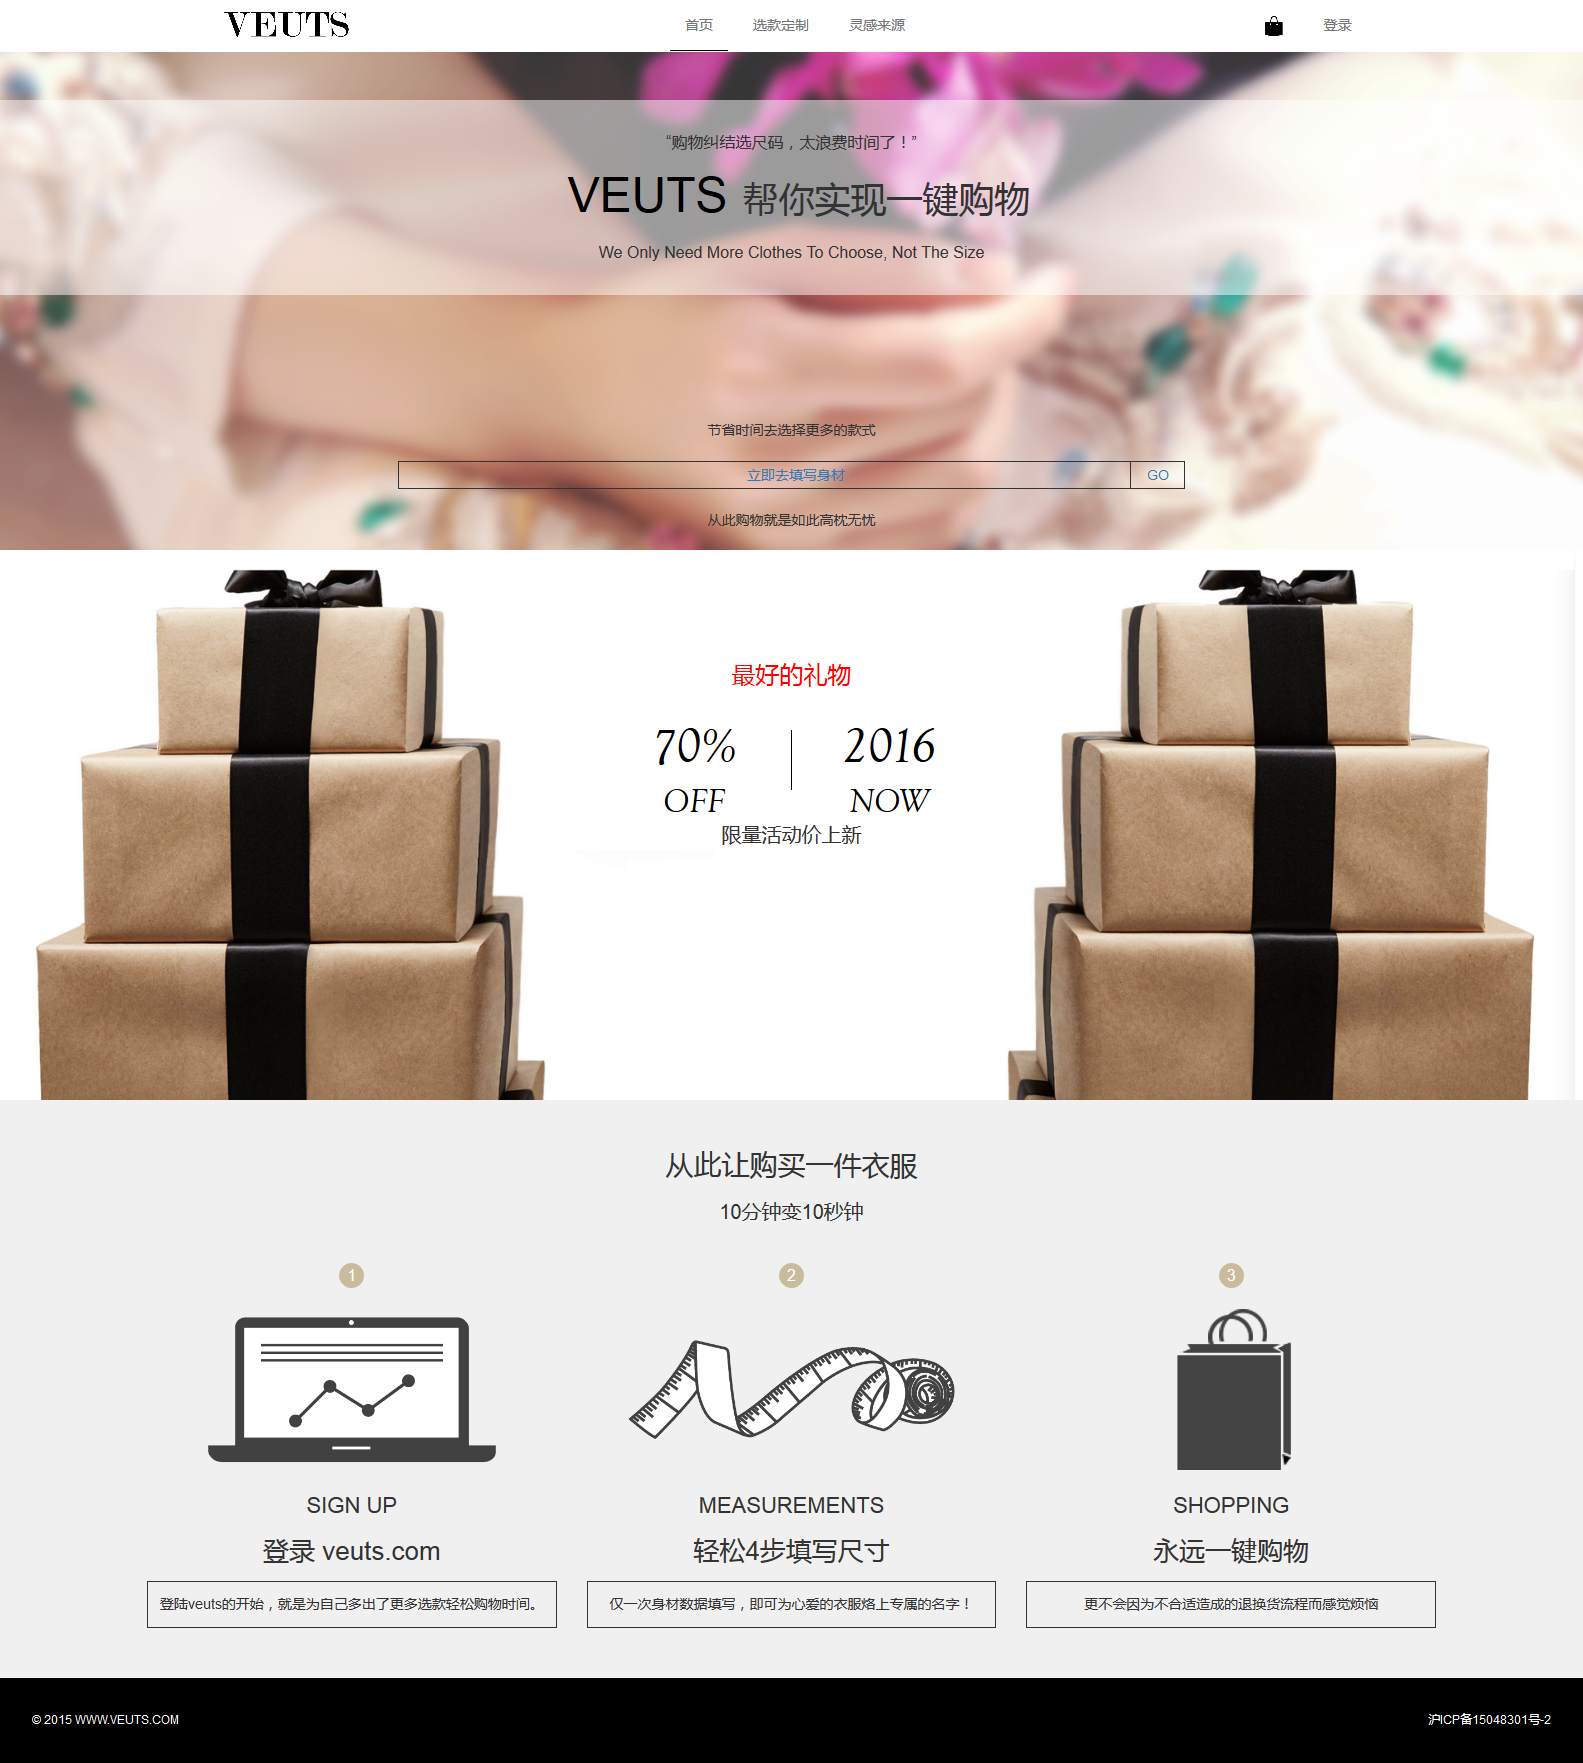 VEUTS
首页
选款定制
灵感来源
登录
“购物纠结选尺码，太浪费时间了！”
VEUTS 帮你实现一键购物
We Only Need More Clothes To Choose, Not The Size
节省时间去选择更多的款式
立即去填写身材
GO
从此购物就是如此高枕无忧
最好的礼物
70%
OFF
2016
NOW
限量活动价上新
从此让购买一件衣服
10分钟变10秒钟
1
2
3
SIGN UP
MEASUREMENTS
SHOPPING
登录 veuts.com
轻松4步填写尺寸
永远一键购物
登陆veuts的开始，就是为自己多出了更多选款轻松购物时间。
仅一次身材数据填写，即可为心爱的衣服烙上专属的名字！
更不会因为不合适造成的退换货流程而感觉烦恼
© 2015 WWW.VEUTS.COM
沪ICP备15048301号-2